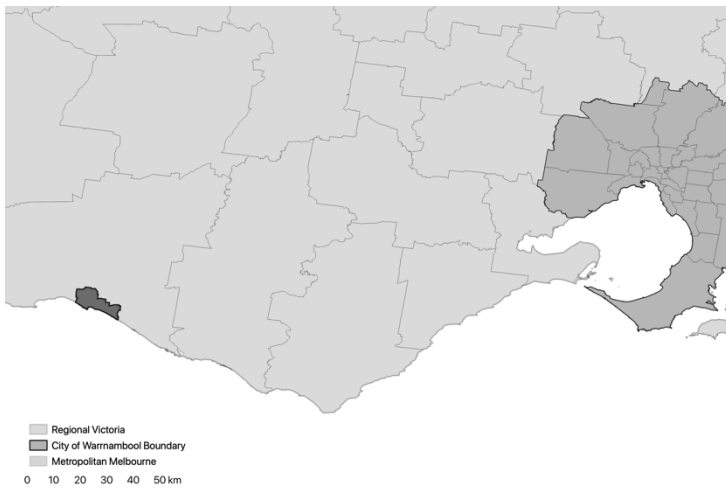 Regional Victoria
City of Warrnambool Boundary
Metropolitan Melbourne
0 10 20 30 40 50 km